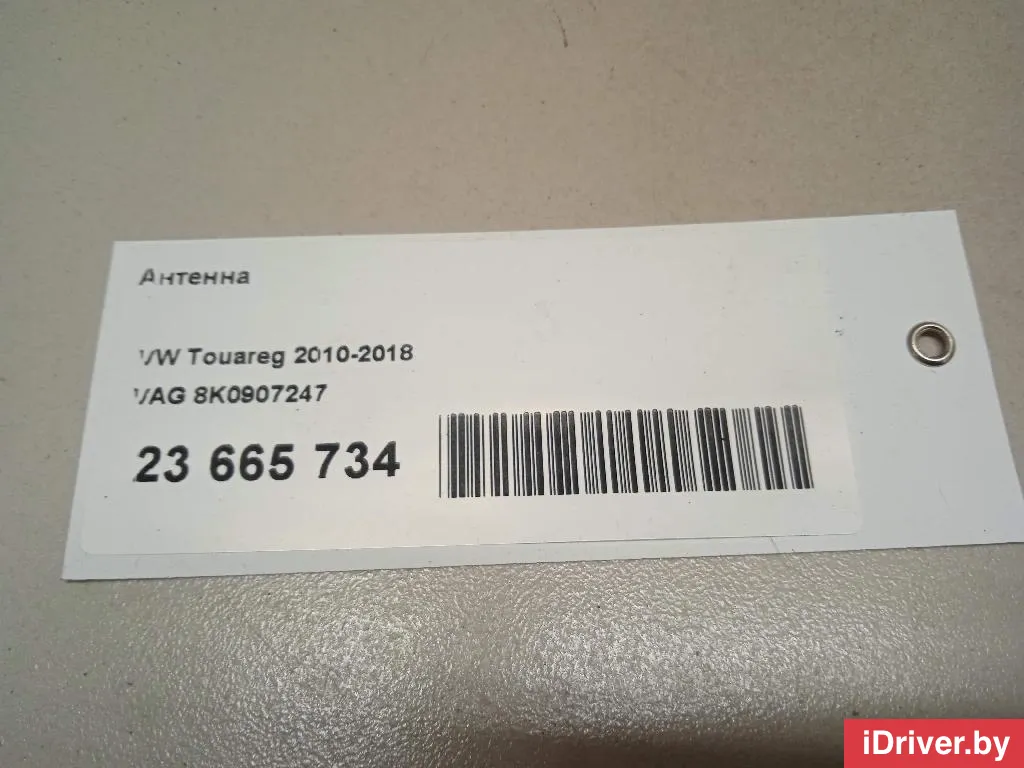 Антенна
VW Touareg 2010-2018
VAG 8K0907247
23 665 734
iDriver.by